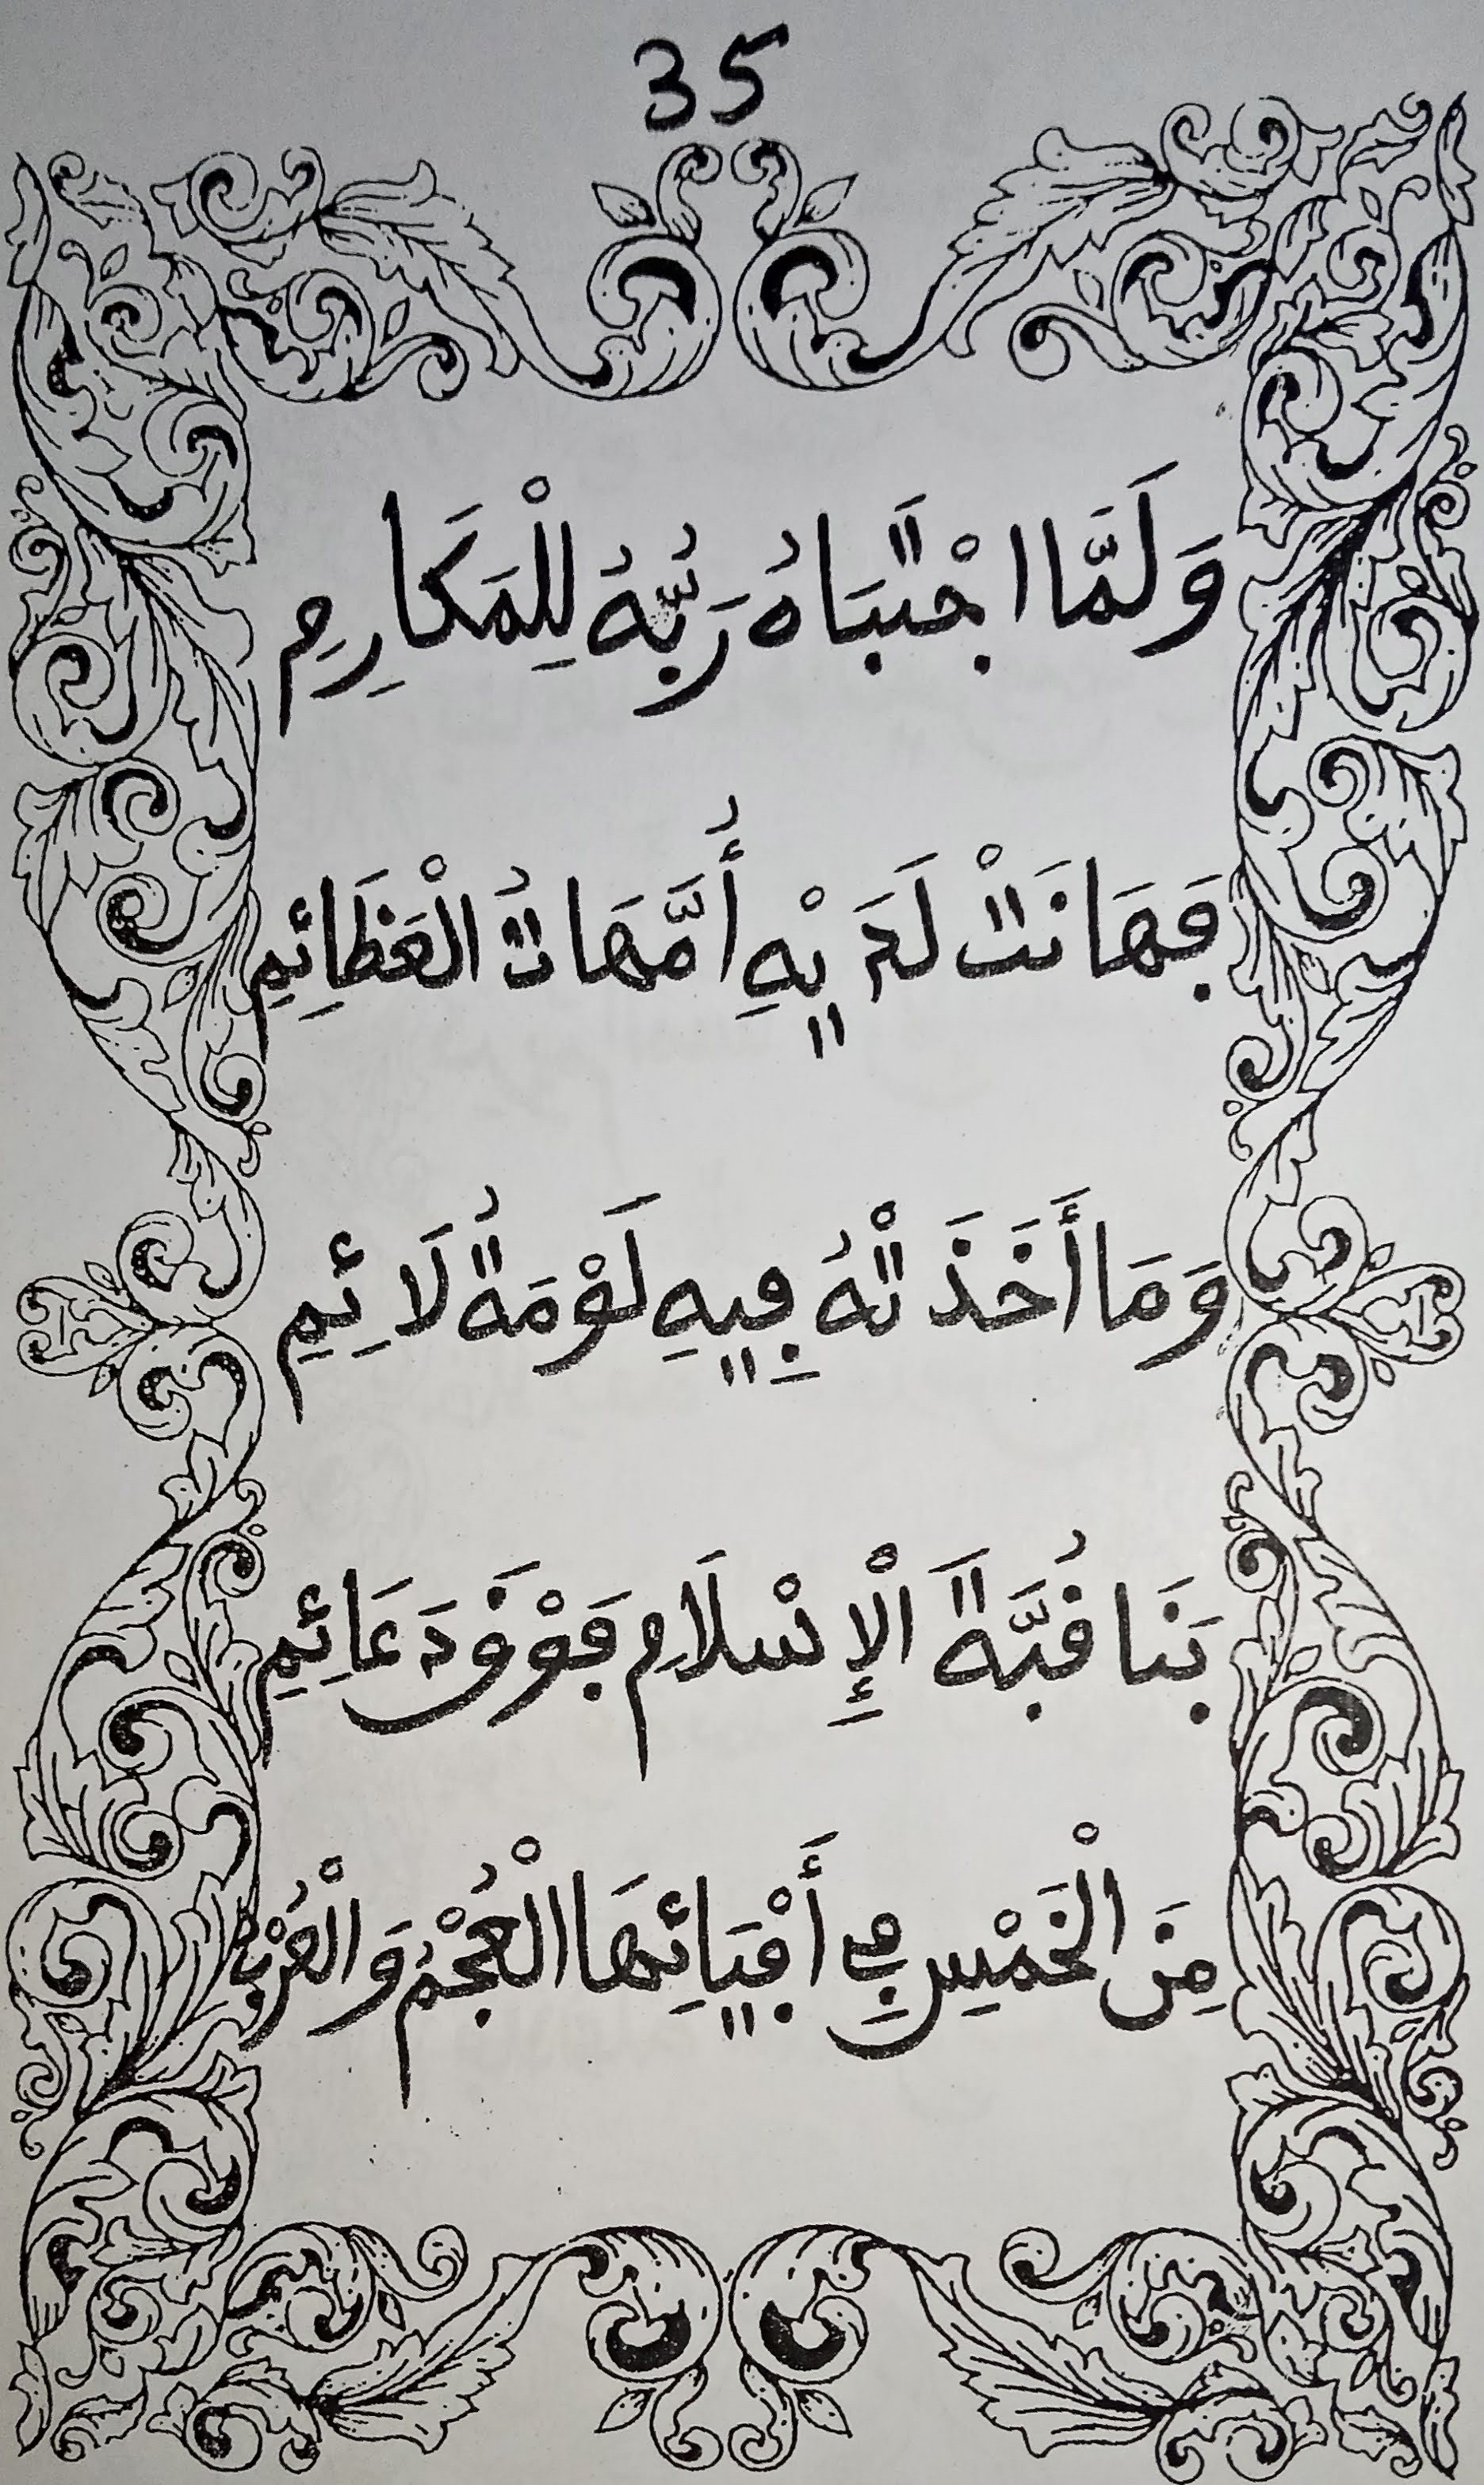 35
وَلَمَّا اجْتَبَاهُ رَبُّهُ لِلْمَكَارِمِ
فَهَانَتْ لَدَيْهِ أُمَّهَاتُ الْعَظَائِمِ
وَمَا أَخَذَتْهُ فِيهِ لَوْمَةُ لَائِمِ
بَنَا قُبَّةَ الْإِسْلَامِ فَوْقَ دَعَائِمِ
مِنَ الْخَمْسِ فِي أَفْيَائِهَا الْعُجْمُ وَالْعُرْبُ